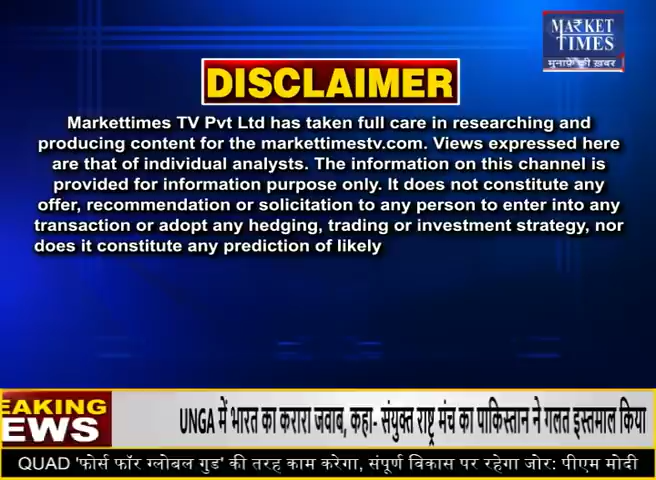 MA₹KET
TIMES
मुनाफ़े की ख़बर
DISCLAIMER
Markettimes TV Pvt Ltd has taken full care in researching and
producing content for the markettimestv.com. Views expressed here
are that of individual analysts. The information on this channel is
provided for information purpose only. It does not constitute any
offer, recommendation or solicitation to any person to enter into any
transaction or adopt any hedging, trading or investment strategy, nor
does it constitute any prediction of likely
EAKING
EWS
UNGA में भारत का करारा जवाब, कहा- संयुक्त राष्ट्र मंच का पाकिस्तान ने गलत इस्तमाल किया
QUAD 'फोर्स फॉर ग्लोबल गुड' की तरह काम करेगा, संपूर्ण विकास पर रहेगा जोर: पीएम मोदी